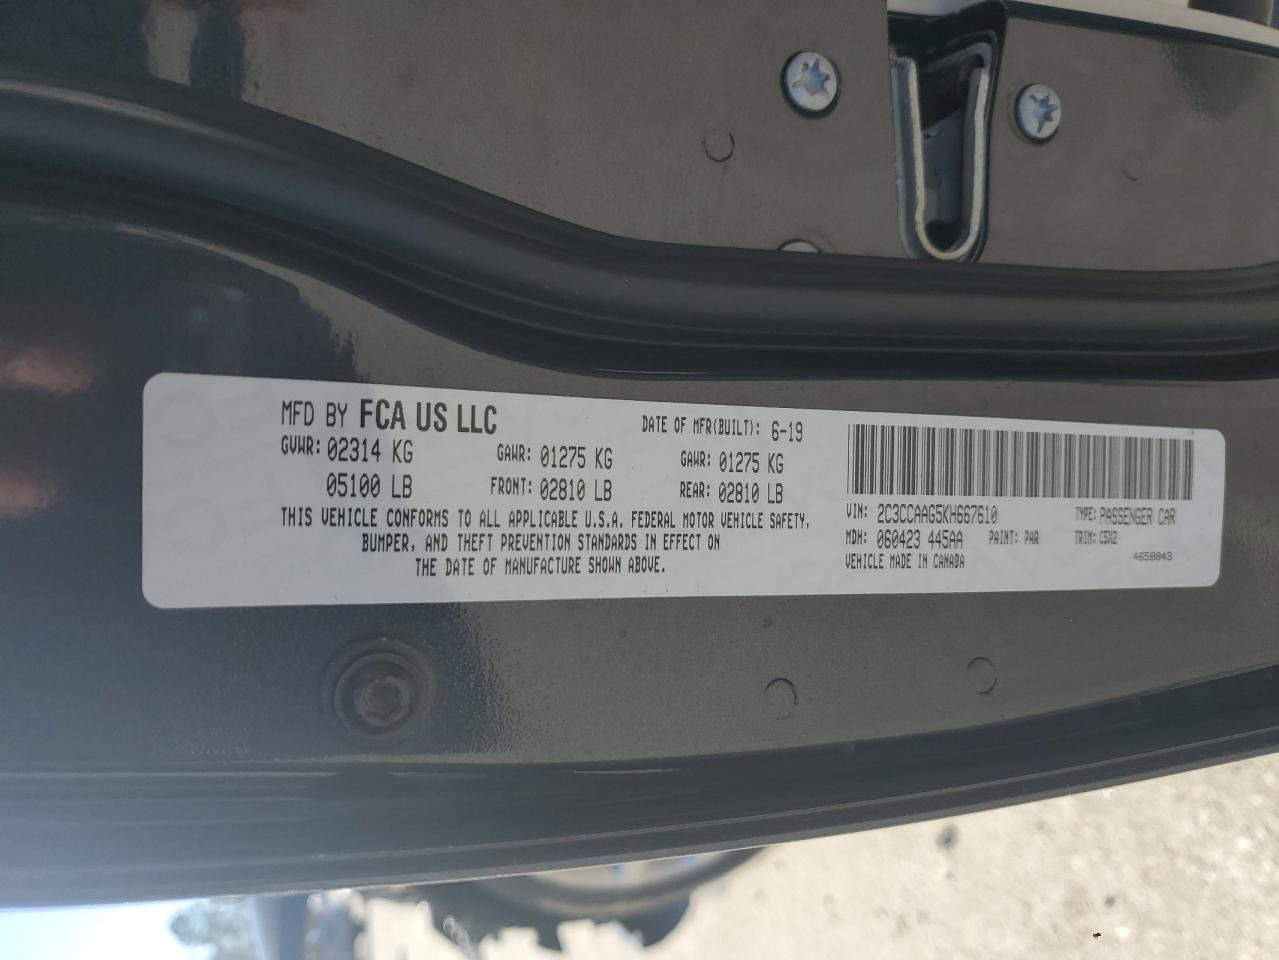 MFD BY FCA US LLC DATE OF MFR(BUILT): 6-19
GVWR: 02314 KG GAWR: 01275 KG GAWR: 01275 KG
05100 LB FRONT: 02810 LB REAR: 02810 LB
THIS VEHICLE CONFORMS TO ALL APPLICABLE U.S.A. FEDERAL MOTOR VEHICLE SAFETY,
BUMPER, AND THEFT PREVENTION STANDARDS IN EFFECT ON
THE DATE OF MANUFACTURE SHOWN ABOVE.
VIN: 2C3CCAAG5KH667610 TYPE: PASSENGER CAR
MDH: 060423 445AA PAINT: PAR TRIM: C5X2
VEHICLE MADE IN CANADA 4658843